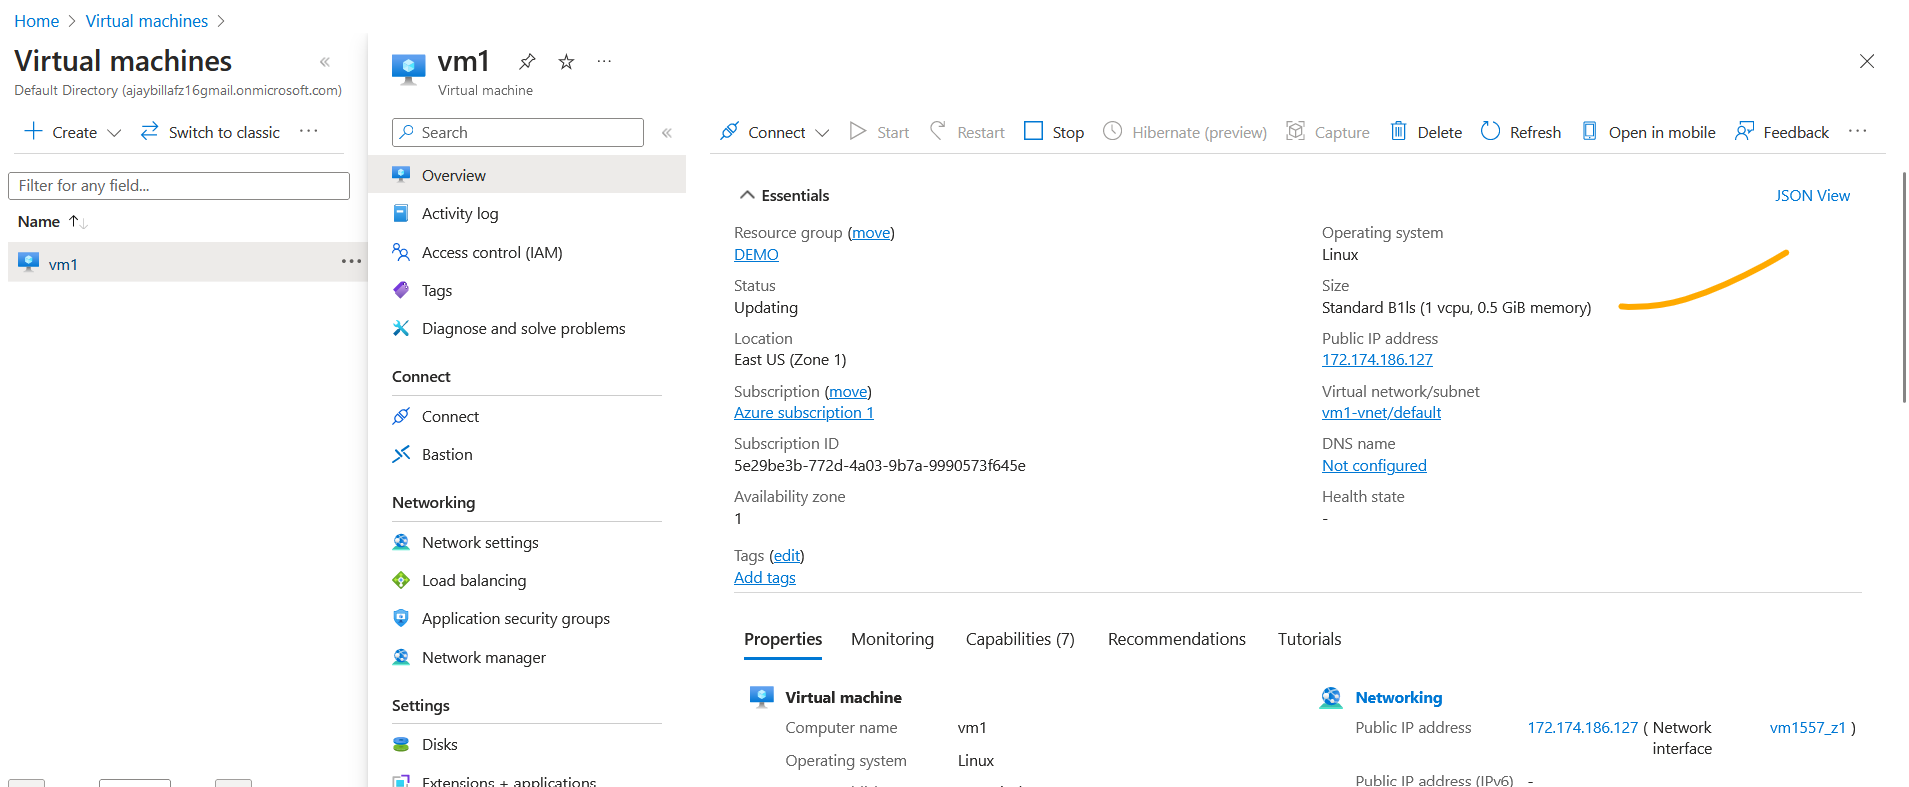 Home > Virtual machines >
Virtual machines «
Default Directory (ajaybillafz16gmail.onmicrosoft.com)
Create Switch to classic ...
Filter for any field...
Name ↑↓
vm1 ...
vm1 ...
Virtual machine
Search «
Overview
Activity log
Access control (IAM)
Tags
Diagnose and solve problems
Connect
Connect
Bastion
Networking
Network settings
Load balancing
Application security groups
Network manager
Settings
Disks
Extensions + applications
Connect Start Restart Stop Hibernate (preview) Capture Delete Refresh Open in mobile Feedback ...
Essentials JSON View
Resource group (move)
DEMO
Status
Updating
Location
East US (Zone 1)
Subscription (move)
Azure subscription 1
Subscription ID
5e29be3b-772d-4a03-9b7a-9990573f645e
Availability zone
1
Tags (edit)
Add tags
Operating system
Linux
Size
Standard B1ls (1 vcpu, 0.5 GiB memory)
Public IP address
172.174.186.127
Virtual network/subnet
vm1-vnet/default
DNS name
Not configured
Health state
-
Properties Monitoring Capabilities (7) Recommendations Tutorials
Virtual machine
Computer name vm1
Operating system Linux
Networking
Public IP address 172.174.186.127 ( Network interface vm1557_z1 )
Public IP address (IPv6) -